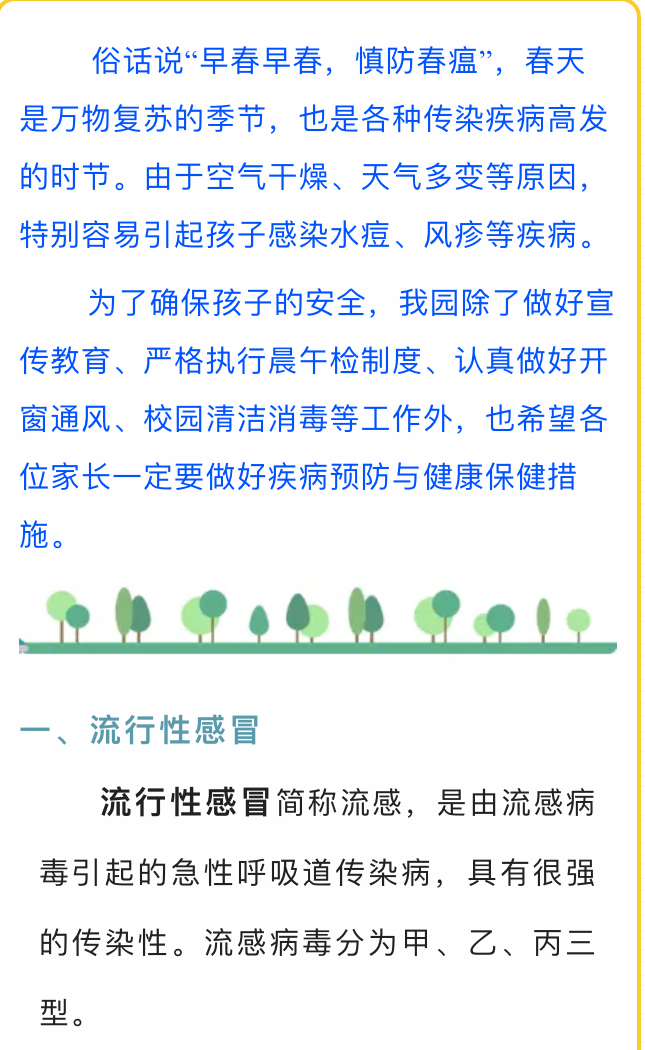 俗话说“早春早春，慎防春瘟”，春天
是万物复苏的季节，也是各种传染疾病高发
的时节。由于空气干燥、天气多变等原因，
特别容易引起孩子感染水痘、风疹等疾病。
为了确保孩子的安全，我园除了做好宣
传教育、严格执行晨午检制度、认真做好开
窗通风、校园清洁消毒等工作外，也希望各
位家长一定要做好疾病预防与健康保健措
施。
一、流行性感冒
流行性感冒简称流感，是由流感病
毒引起的急性呼吸道传染病，具有很强
的传染性。流感病毒分为甲、乙、丙三
型。